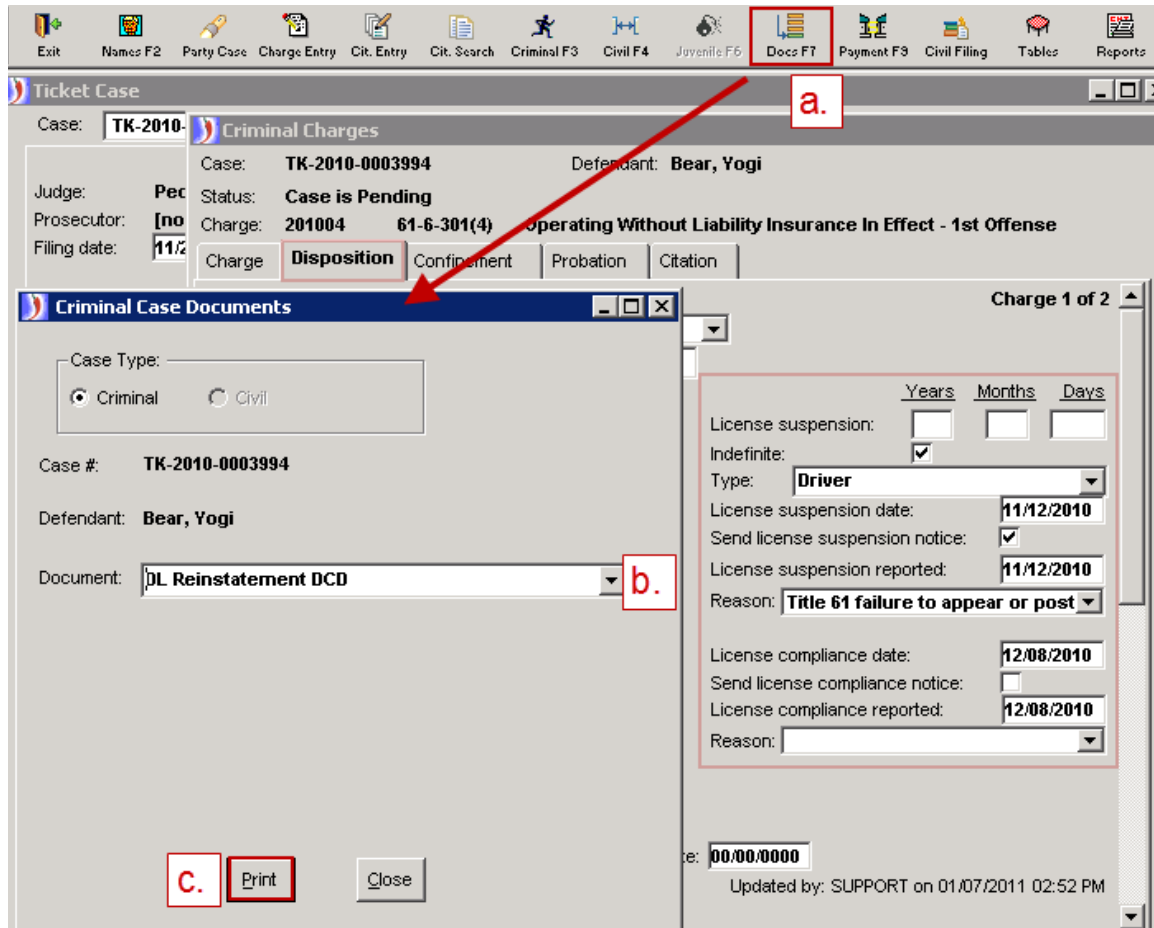 Exit Names F2 Party Case Charge Entry Cit. Entry Cit. Search Criminal F3 Civil F4 Juvenile F6 Docs F7 Payment F9 Civil Filing Tables Reports
a.
Ticket Case
Case: TK-2010-
Judge: Pec
Prosecutor: [no
Filing date: 11/2
Criminal Charges
Case: TK-2010-0003994 Defendant: Bear, Yogi
Status: Case is Pending
Charge: 201004 61-6-301(4) Operating Without Liability Insurance In Effect - 1st Offense
Charge Disposition Confinement Probation Citation
Charge 1 of 2
Criminal Case Documents
Case Type:
Criminal Civil
Case #: TK-2010-0003994
Defendant: Bear, Yogi
Document: DL Reinstatement DCD
b.
c. Print Close
Years Months Days
License suspension:
Indefinite:
Type: Driver
License suspension date: 11/12/2010
Send license suspension notice:
License suspension reported: 11/12/2010
Reason: Title 61 failure to appear or post
License compliance date: 12/08/2010
Send license compliance notice:
License compliance reported: 12/08/2010
Reason:
te: 00/00/0000
Updated by: SUPPORT on 01/07/2011 02:52 PM